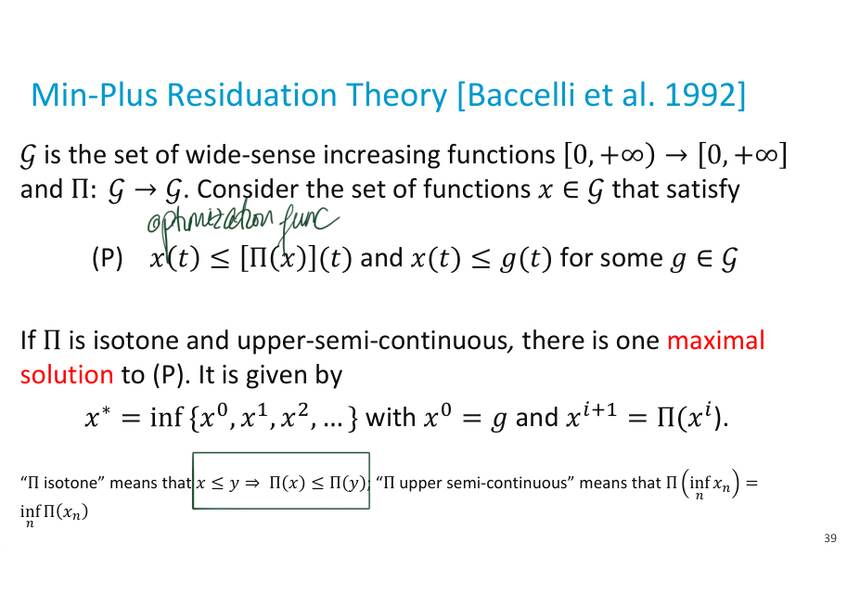 Min-Plus Residuation Theory [Baccelli et al. 1992]
𝒢 is the set of wide-sense increasing functions [0, +∞) → [0, +∞]
and Π: 𝒢 → 𝒢. Consider the set of functions x ∈ 𝒢 that satisfy
optimization func
(P) x(t) ≤ [Π(x)](t) and x(t) ≤ g(t) for some g ∈ 𝒢
If Π is isotone and upper-semi-continuous, there is one maximal
solution to (P). It is given by
x* = inf {x⁰, x¹, x², … } with x⁰ = g and xⁱ⁺¹ = Π(xⁱ).
“Π isotone” means that x ≤ y ⇒ Π(x) ≤ Π(y); “Π upper semi-continuous” means that Π (inf_n x_n) =
inf_n Π(x_n)
39